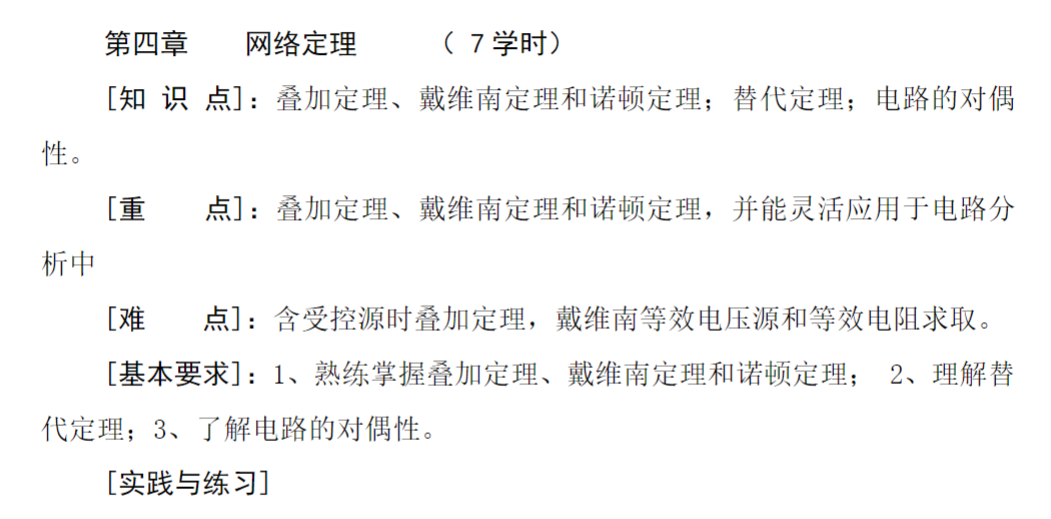 第四章　　网络定理　　　（ 7学时）
[知 识 点]：叠加定理、戴维南定理和诺顿定理；替代定理；电路的对偶
性。
[重　　点]：叠加定理、戴维南定理和诺顿定理，并能灵活应用于电路分
析中
[难　　点]：含受控源时叠加定理，戴维南等效电压源和等效电阻求取。
[基本要求]：1、熟练掌握叠加定理、戴维南定理和诺顿定理； 2、理解替
代定理；3、了解电路的对偶性。
[实践与练习]